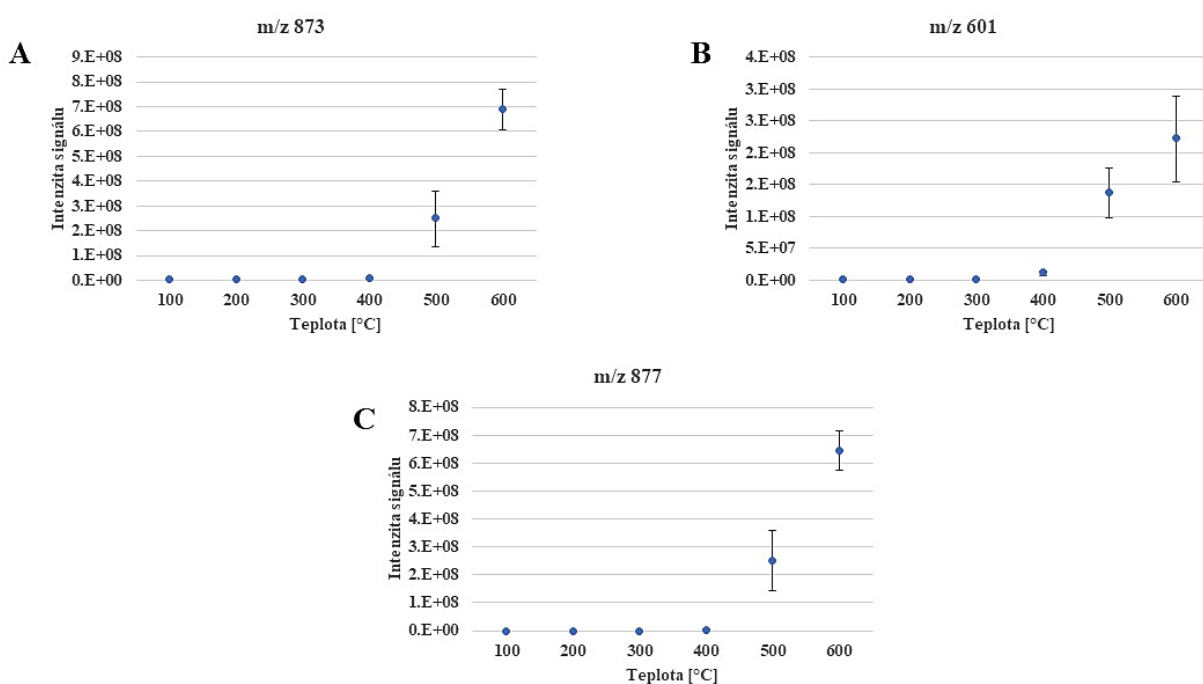 m/z 873
A
9.E+08
8.E+08
7.E+08
6.E+08
5.E+08
4.E+08
3.E+08
2.E+08
1.E+08
0.E+00
Intenzita signálu
100 200 300 400 500 600
Teplota [°C]
m/z 601
B
4.E+08
3.E+08
3.E+08
2.E+08
2.E+08
1.E+08
5.E+07
0.E+00
Intenzita signálu
100 200 300 400 500 600
Teplota [°C]
m/z 877
C
8.E+08
7.E+08
6.E+08
5.E+08
4.E+08
3.E+08
2.E+08
1.E+08
0.E+00
Intenzita signálu
100 200 300 400 500 600
Teplota [°C]